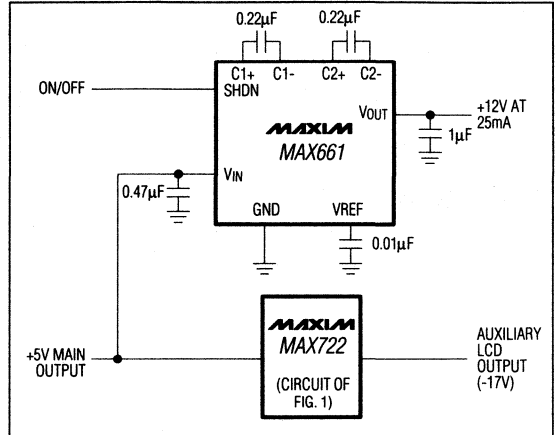 0.22µF 0.22µF
C1+ C1- C2+ C2-
ON/OFF
SHDN
VOUT
+12V AT
25mA
MAXIM
MAX661
1µF
VIN
0.47µF
GND VREF
0.01µF
MAXIM
MAX722
(CIRCUIT OF
FIG. 1)
+5V MAIN
OUTPUT
AUXILIARY
LCD
OUTPUT
(-17V)